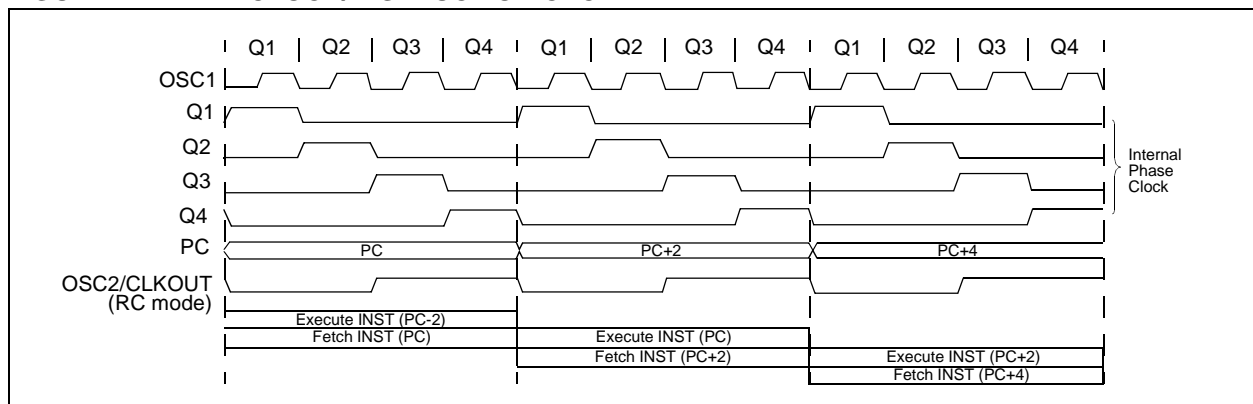 Q1 Q2 Q3 Q4 Q1 Q2 Q3 Q4 Q1 Q2 Q3 Q4
OSC1
Q1
Q2
Q3
Q4
Internal
Phase
Clock
PC
PC PC+2 PC+4
OSC2/CLKOUT
(RC mode)
Execute INST (PC-2)
Fetch INST (PC) Execute INST (PC)
Fetch INST (PC+2) Execute INST (PC+2)
Fetch INST (PC+4)